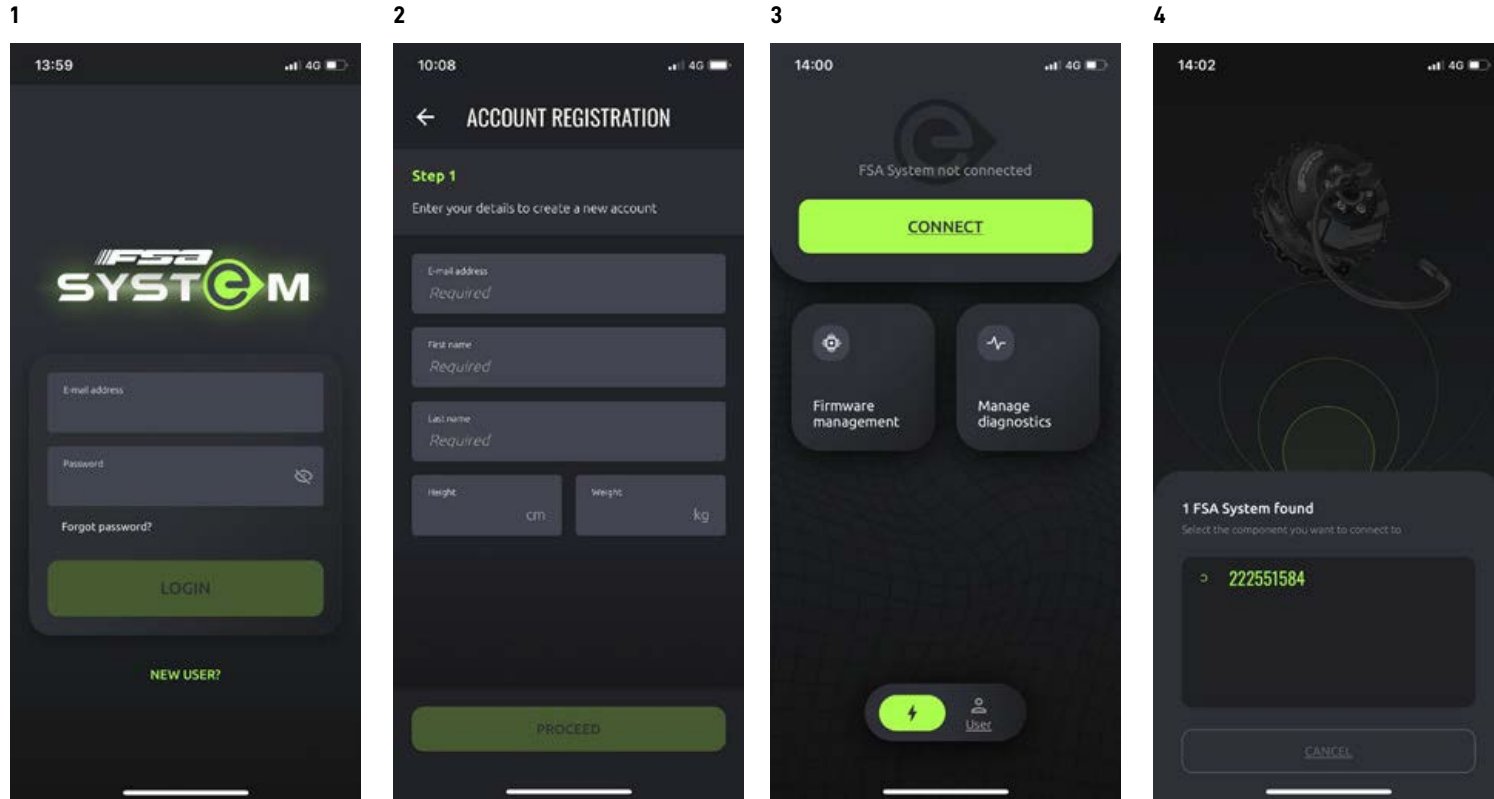 1
13:59
4G
FSA
SYSTEM
E-mail address
Password
Forgot password?
LOGIN
NEW USER?
2
10:08
4G
ACCOUNT REGISTRATION
Step 1
Enter your details to create a new account
E-mail address
Required
First name
Required
Last name
Required
Height
cm
Weight
kg
PROCEED
3
14:00
4G
FSA System not connected
CONNECT
Firmware
management
Manage
diagnostics
User
4
14:02
4G
1 FSA System found
Select the component you want to connect to
222551584
CANCEL